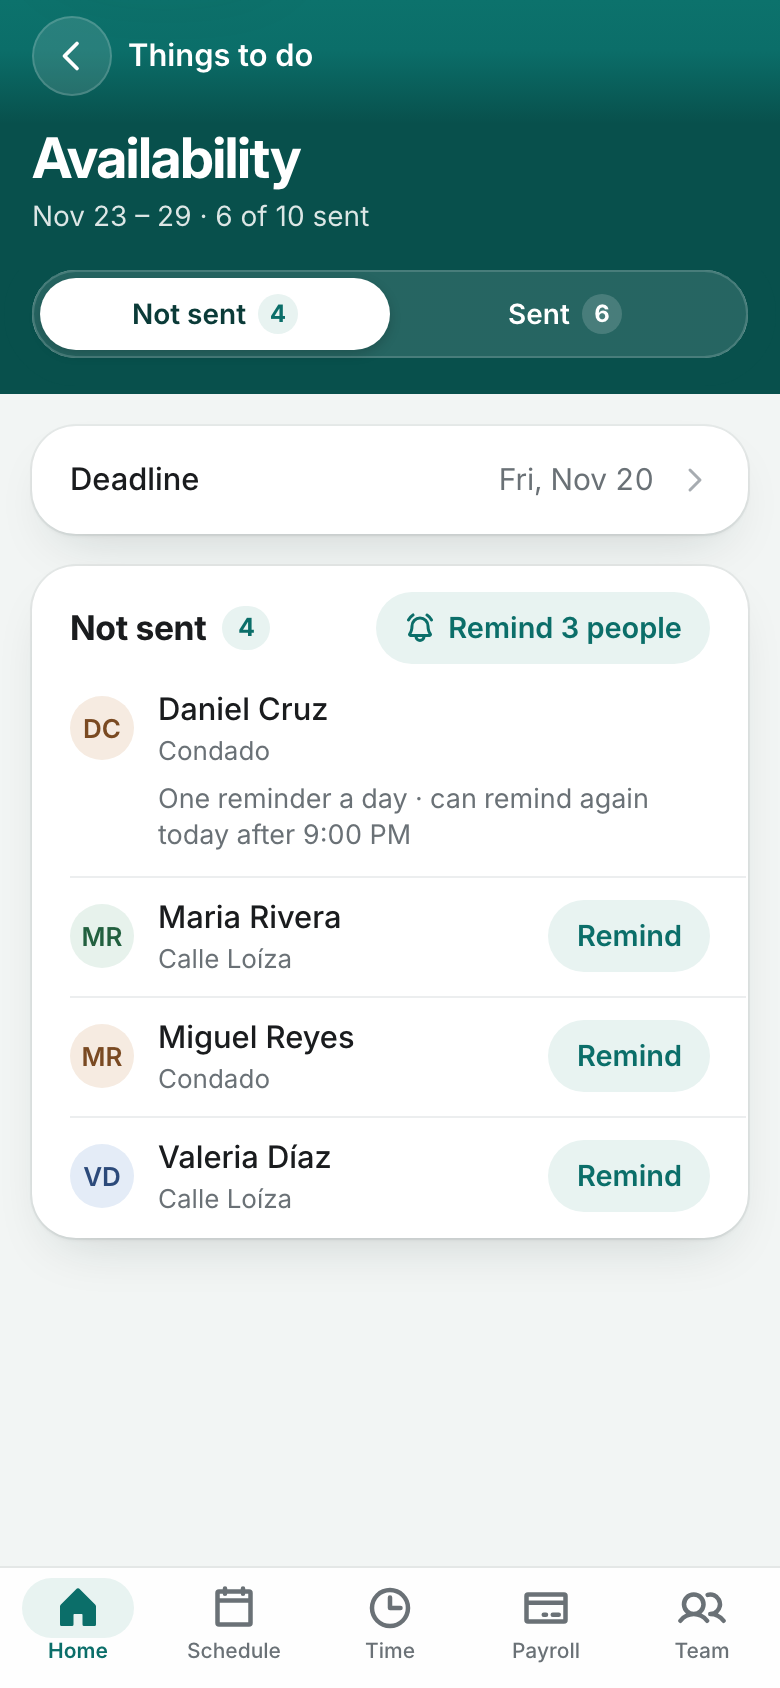 Things to do
Availability
Nov 23 – 29 · 6 of 10 sent
Not sent 4
Sent 6
Deadline
Fri, Nov 20
Not sent 4
Remind 3 people
DC
Daniel Cruz
Condado
One reminder a day · can remind again
today after 9:00 PM
MR
Maria Rivera
Calle Loíza
Remind
MR
Miguel Reyes
Condado
Remind
VD
Valeria Díaz
Calle Loíza
Remind
Home
Schedule
Time
Payroll
Team